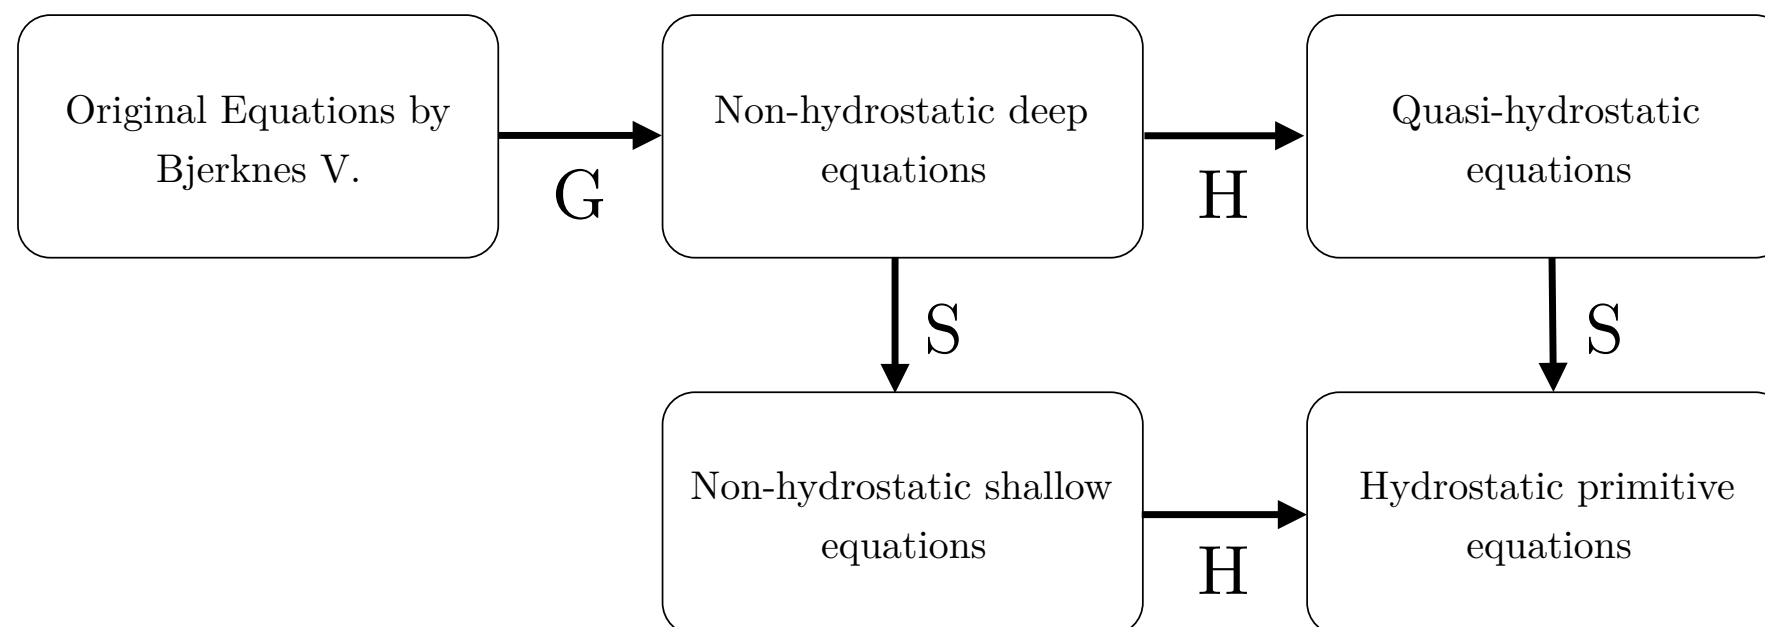 Original Equations by
Bjerknes V.
G
Non-hydrostatic deep
equations
H
Quasi-hydrostatic
equations
S
S
Non-hydrostatic shallow
equations
H
Hydrostatic primitive
equations